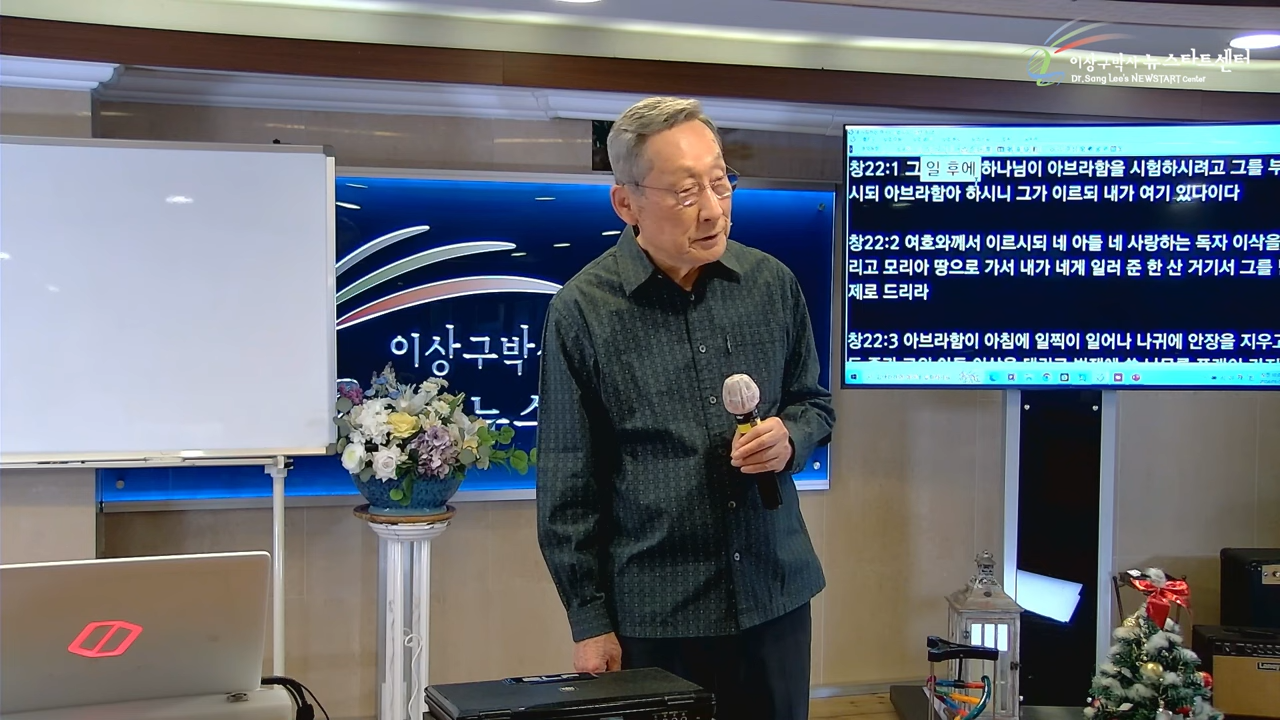 이상구박사 뉴스타트센터
Dr. Sang Lee's NEWSTART Center
창22:1 그 일 후에 하나님이 아브라함을 시험하시려고 그를 부
시되 아브라함아 하시니 그가 이르되 내가 여기 있나이다
창22:2 여호와께서 이르시되 네 아들 네 사랑하는 독자 이삭을
리고 모리아 땅으로 가서 내가 네게 일러 준 한 산 거기서 그를
제로 드리라
창22:3 아브라함이 아침에 일찍이 일어나 나귀에 안장을 지우고
이상구박
뉴스